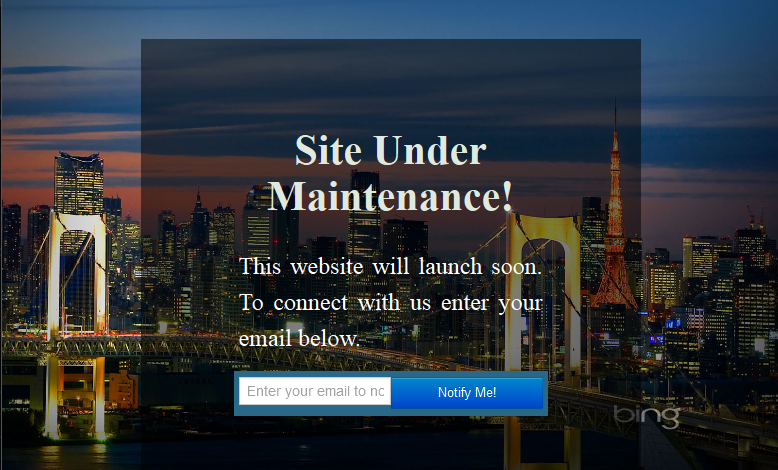 Site Under
Maintenance!
This website will launch soon.
To connect with us enter your
email below.
Enter your email to nc
Notify Me!
bing